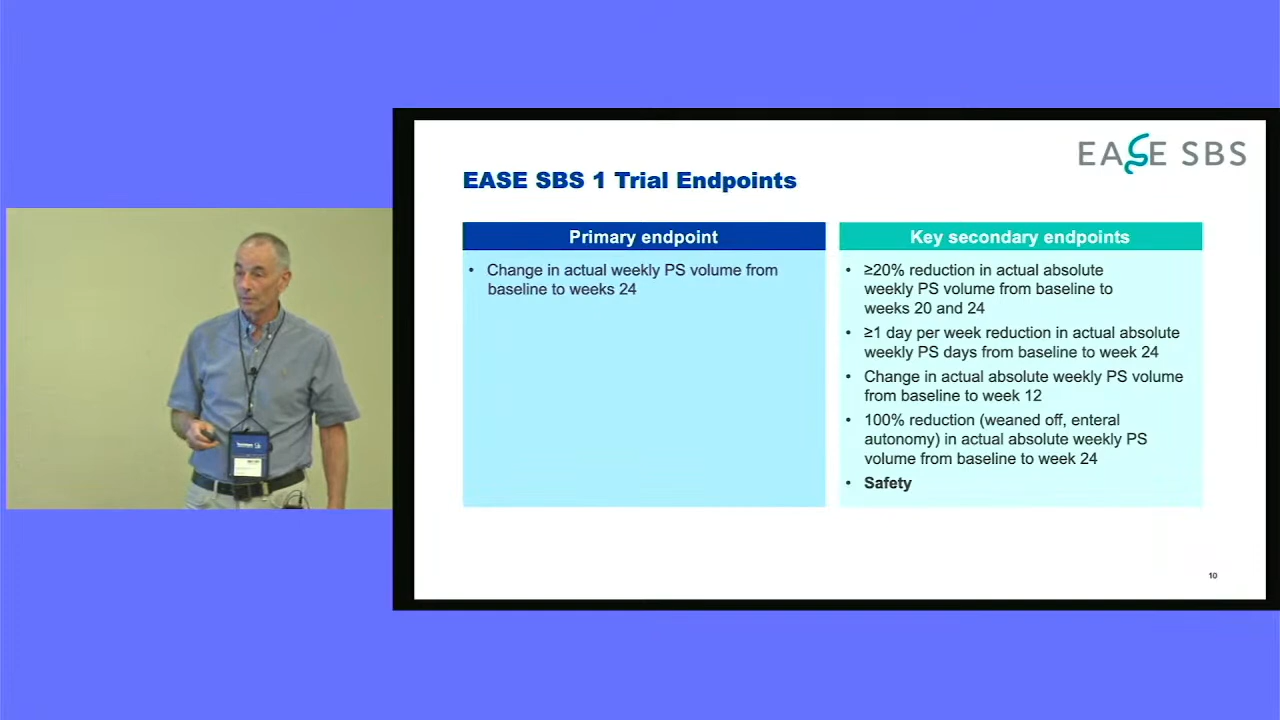 EASE SBS
EASE SBS 1 Trial Endpoints
Primary endpoint
• Change in actual weekly PS volume from
baseline to weeks 24
Key secondary endpoints
• ≥20% reduction in actual absolute
weekly PS volume from baseline to
weeks 20 and 24
• ≥1 day per week reduction in actual absolute
weekly PS days from baseline to week 24
• Change in actual absolute weekly PS volume
from baseline to week 12
• 100% reduction (weaned off, enteral
autonomy) in actual absolute weekly PS
volume from baseline to week 24
• Safety
10